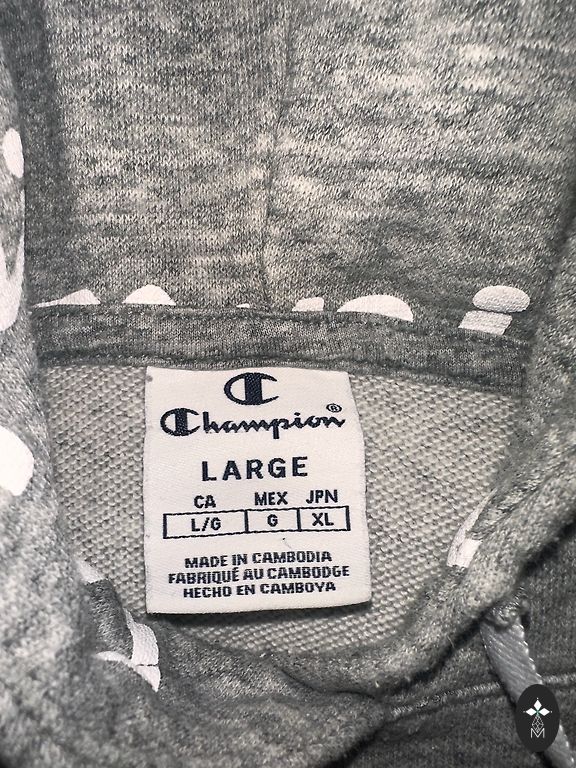 Champion®
LARGE
CA MEX JPN
L/G G XL
MADE IN CAMBODIA
FABRIQUÉ AU CAMBODGE
HECHO EN CAMBOYA
M